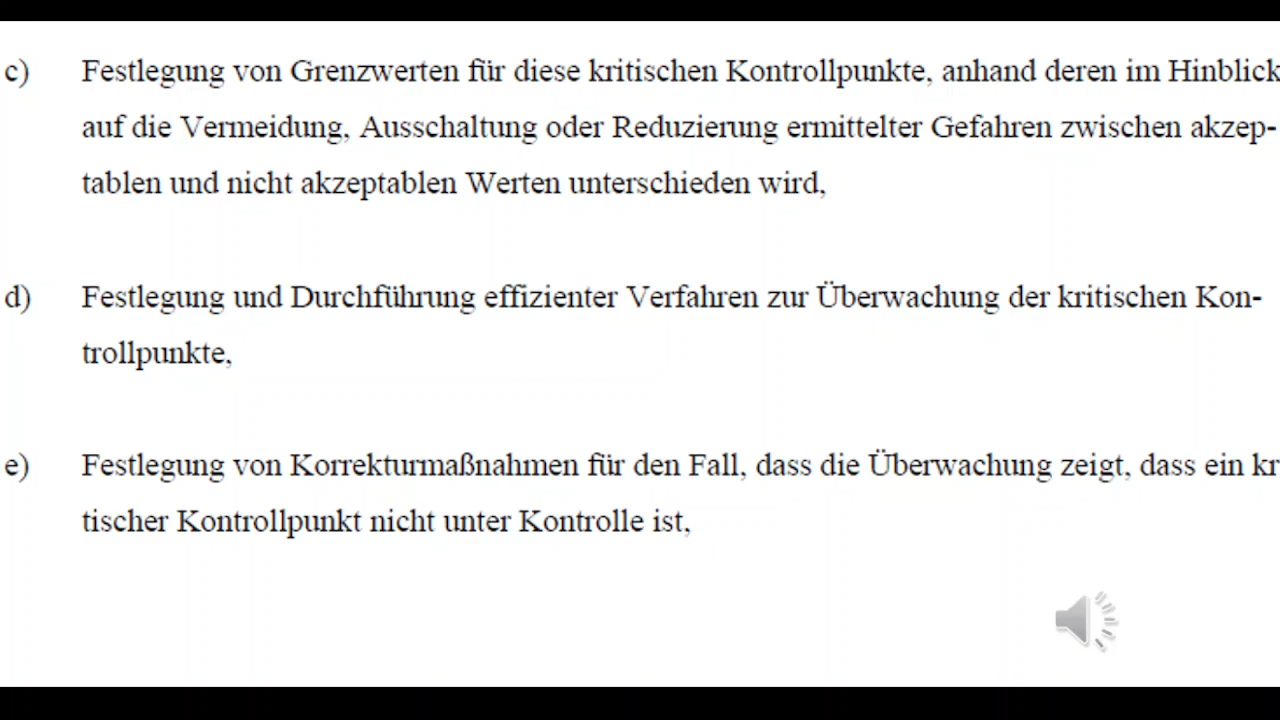 c) Festlegung von Grenzwerten für diese kritischen Kontrollpunkte, anhand deren im Hinblick
auf die Vermeidung, Ausschaltung oder Reduzierung ermittelter Gefahren zwischen akzep-
tablen und nicht akzeptablen Werten unterschieden wird,
d) Festlegung und Durchführung effizienter Verfahren zur Überwachung der kritischen Kon-
trollpunkte,
e) Festlegung von Korrekturmaßnahmen für den Fall, dass die Überwachung zeigt, dass ein kr
tischer Kontrollpunkt nicht unter Kontrolle ist,